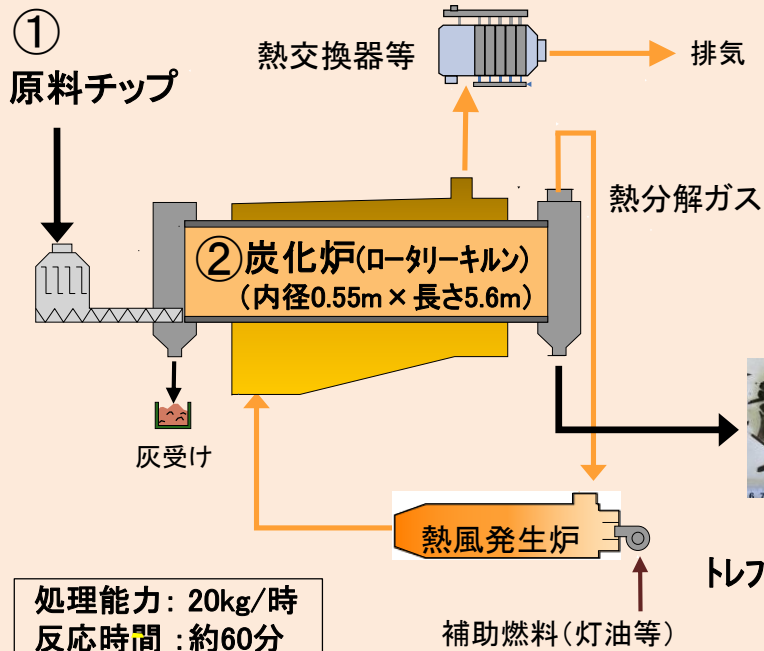 ①
原料チップ
熱交換器等
排気
熱分解ガス
②炭化炉(ロータリーキルン)
(内径0.55m×長さ5.6m)
灰受け
熱風発生炉
トレフ
処理能力：20kg/時
反応時間：約60分
補助燃料(灯油等)